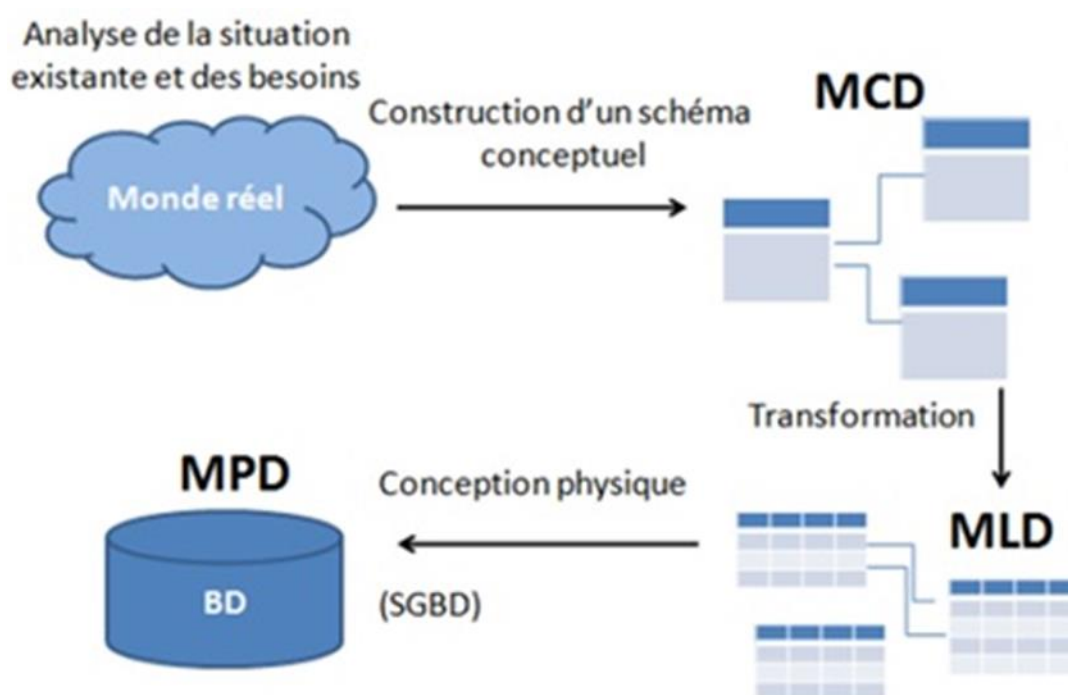 Analyse de la situation
existante et des besoins
Monde réel
Construction d'un schéma
conceptuel
MCD
Transformation
MLD
Conception physique
(SGBD)
MPD
BD